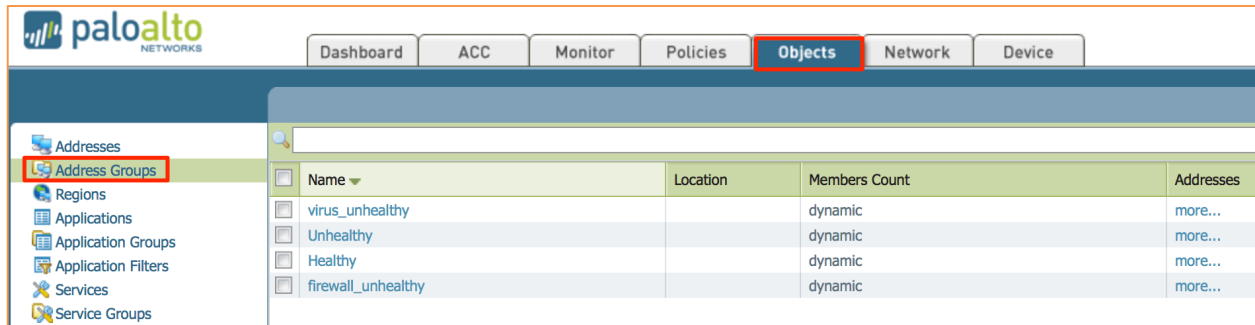 paloalto
NETWORKS
Dashboard ACC Monitor Policies Objects Network Device
Addresses
Address Groups
Regions
Applications
Application Groups
Application Filters
Services
Service Groups
Name Location Members Count Addresses
virus_unhealthy dynamic more...
Unhealthy dynamic more...
Healthy dynamic more...
firewall_unhealthy dynamic more...